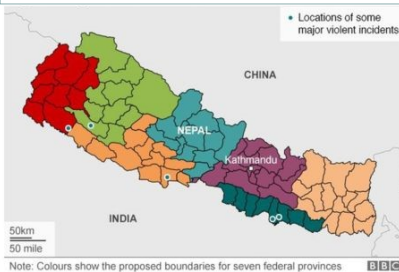 Locations of some
major violent incidents
CHINA
NEPAL
Kathmandu
INDIA
50km
50 mile
Note: Colours show the proposed boundaries for seven federal provinces
BBC